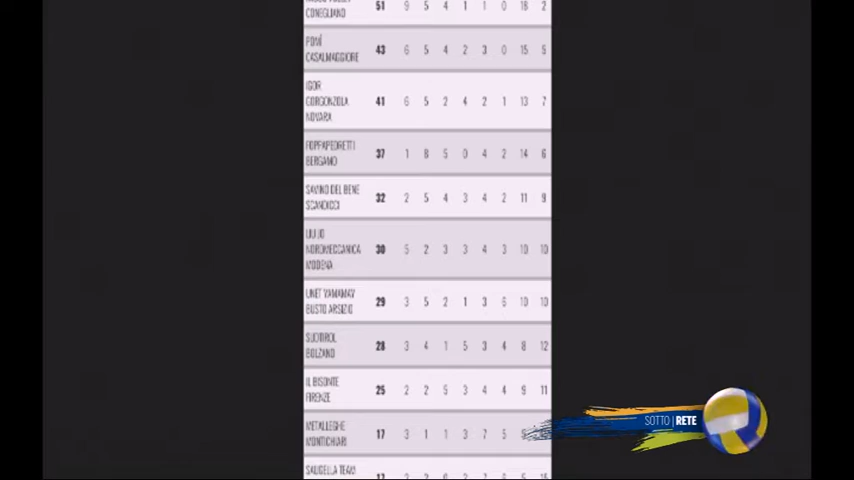 CONEGLIANO 51 9 5 4 1 1 0 18 2
POMÌ
CASALMAGGIORE 43 6 5 4 2 3 0 15 5
IGOR
GORGONZOLA 41 6 5 2 4 2 1 13 7
NOVARA
FOPPAPEDRETTI
BERGAMO 37 1 8 5 0 4 2 14 6
SAVINO DEL BENE
SCANDICCI 32 2 5 4 3 4 2 11 9
LIU JO
NORDMECCANICA 30 5 2 3 3 4 3 10 10
MODENA
UNET YAMAMAY
BUSTO ARSIZIO 29 3 5 2 1 3 6 10 10
SUDTIROL
BOLZANO 28 3 4 1 5 3 4 8 12
IL BISONTE
FIRENZE 25 2 2 5 3 4 4 9 11
METALLEGHE
MONTICHIARI 17 3 1 1 3 7 5
SAUGELLA TEAM
SOTTO | RETE